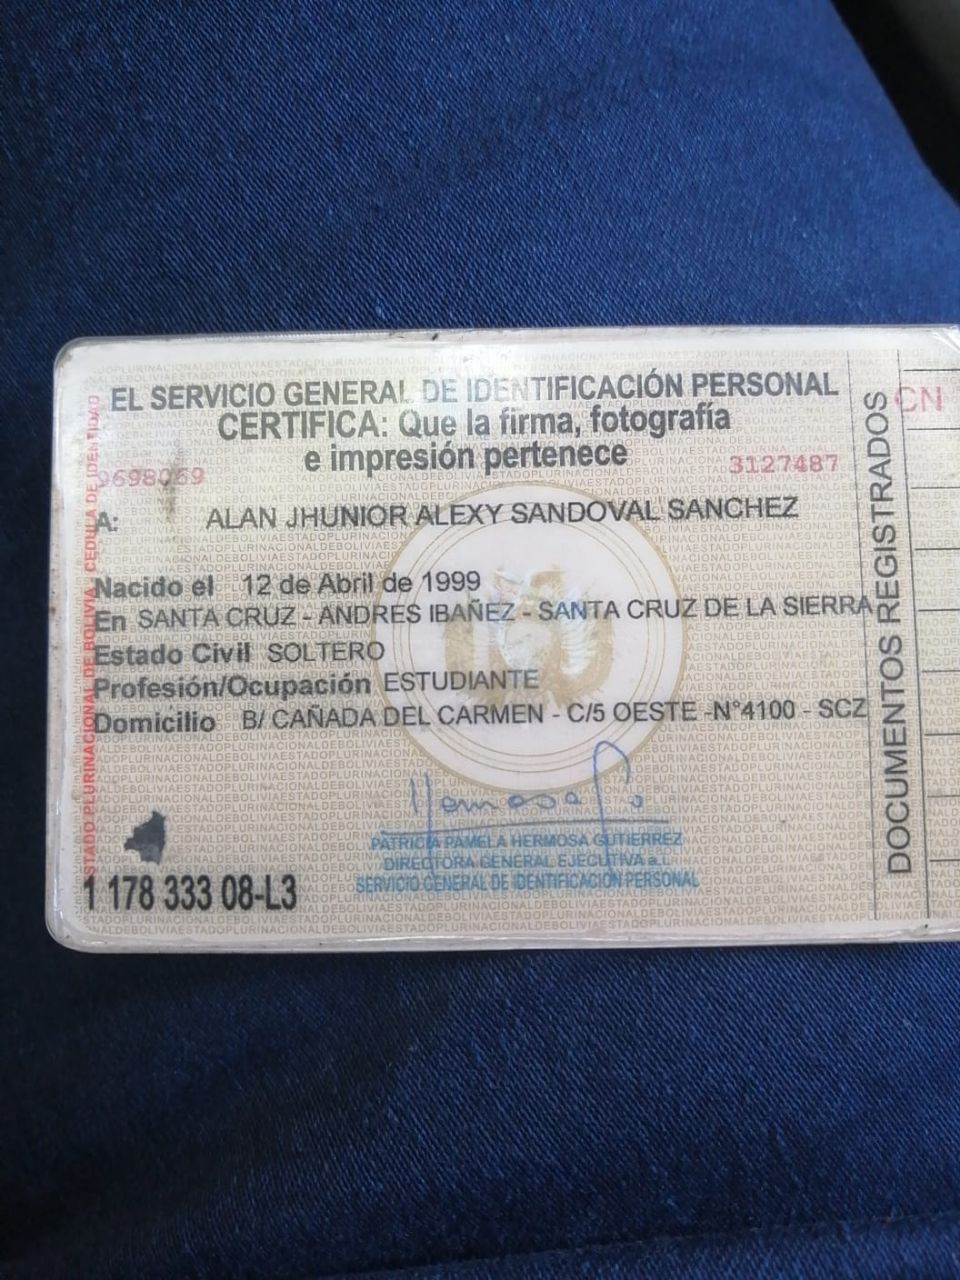 EL SERVICIO GENERAL DE IDENTIFICACIÓN PERSONAL
CERTIFICA: Que la firma, fotografía
e impresión pertenece
9698069
3127487
A: ALAN JHUNIOR ALEXY SANDOVAL SANCHEZ
Nacido el 12 de Abril de 1999
En SANTA CRUZ - ANDRES IBAÑEZ - SANTA CRUZ DE LA SIERRA
Estado Civil SOLTERO
Profesión/Ocupación ESTUDIANTE
Domicilio B/ CAÑADA DEL CARMEN - C/5 OESTE -N°4100 - SCZ
PATRICIA PAMELA HERMOSA GUTIERREZ
DIRECTORA GENERAL EJECUTIVA a.i.
SERVICIO GENERAL DE IDENTIFICACIÓN PERSONAL
1 178 333 08-L3
ESTADO PLURINACIONAL DE BOLIVIA, CEDULA DE IDENTIDAD
DOCUMENTOS REGISTRADOS
CN